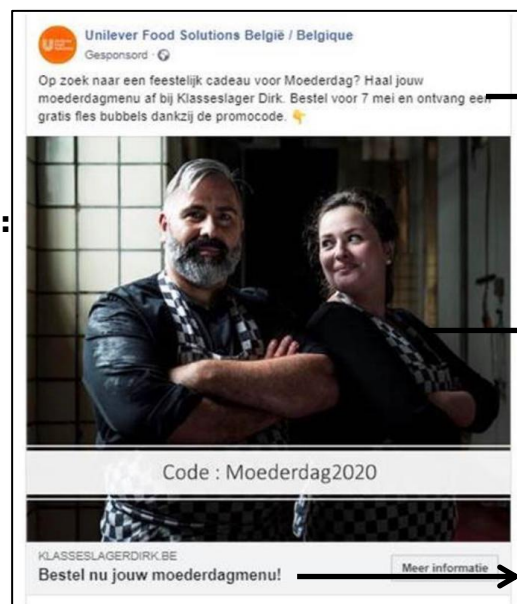 Unilever Food Solutions België / Belgique
Gesponsord ·
Op zoek naar een feestelijk cadeau voor Moederdag? Haal jouw
moederdagmenu af bij Klasseslager Dirk. Bestel voor 7 mei en ontvang een
gratis fles bubbels dankzij de promocode. 👇
:
Code : Moederdag2020
KLASSESLAGERDIRK.BE
Bestel nu jouw moederdagmenu!
Meer informatie